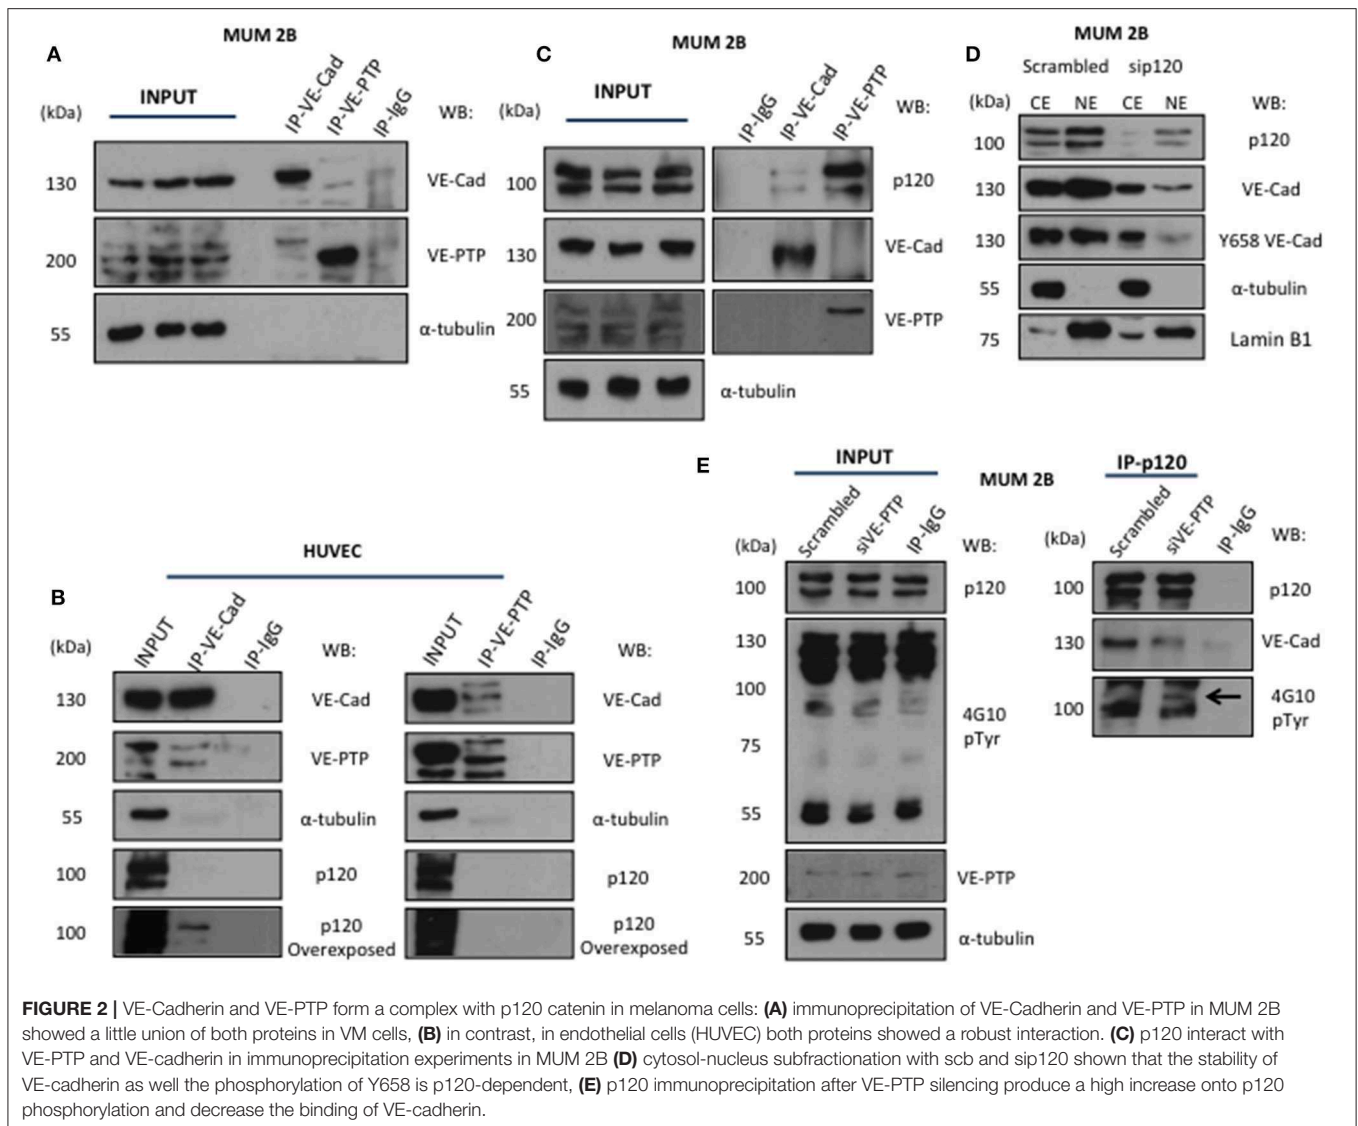 MUM 2B
A
INPUT
IP-VE-Cad
IP-VE-PTP
IP-IgG
(kDa)
WB:
130
VE-Cad
200
VE-PTP
55
α-tubulin
MUM 2B
C
INPUT
IP-IgG
IP-VE-Cad
IP-VE-PTP
(kDa)
WB:
100
p120
130
VE-Cad
200
VE-PTP
55
α-tubulin
MUM 2B
D
Scrambled sip120
(kDa) CE NE CE NE WB:
100
p120
130
VE-Cad
130
Y658 VE-Cad
55
α-tubulin
75
Lamin B1
HUVEC
B
(kDa)
INPUT
IP-VE-Cad
IP-IgG
WB:
INPUT
IP-VE-PTP
IP-IgG
WB:
130
VE-Cad
VE-Cad
200
VE-PTP
VE-PTP
55
α-tubulin
α-tubulin
100
p120
p120
100
p120
Overexposed
p120
Overexposed
E
INPUT
MUM 2B
IP-p120
(kDa)
Scrambled
siVE-PTP
IP-IgG
WB:
100
p120
130
100
75
55
4G10
pTyr
200
VE-PTP
55
α-tubulin
(kDa)
Scrambled
siVE-PTP
IP-IgG
WB:
100
p120
130
VE-Cad
100
4G10
pTyr
FIGURE 2 | VE-Cadherin and VE-PTP form a complex with p120 catenin in melanoma cells: (A) immunoprecipitation of VE-Cadherin and VE-PTP in MUM 2B
showed a little union of both proteins in VM cells, (B) in contrast, in endothelial cells (HUVEC) both proteins showed a robust interaction. (C) p120 interact with
VE-PTP and VE-cadherin in immunoprecipitation experiments in MUM 2B (D) cytosol-nucleus subfractionation with scb and sip120 shown that the stability of
VE-cadherin as well the phosphorylation of Y658 is p120-dependent, (E) p120 immunoprecipitation after VE-PTP silencing produce a high increase onto p120
phosphorylation and decrease the binding of VE-cadherin.